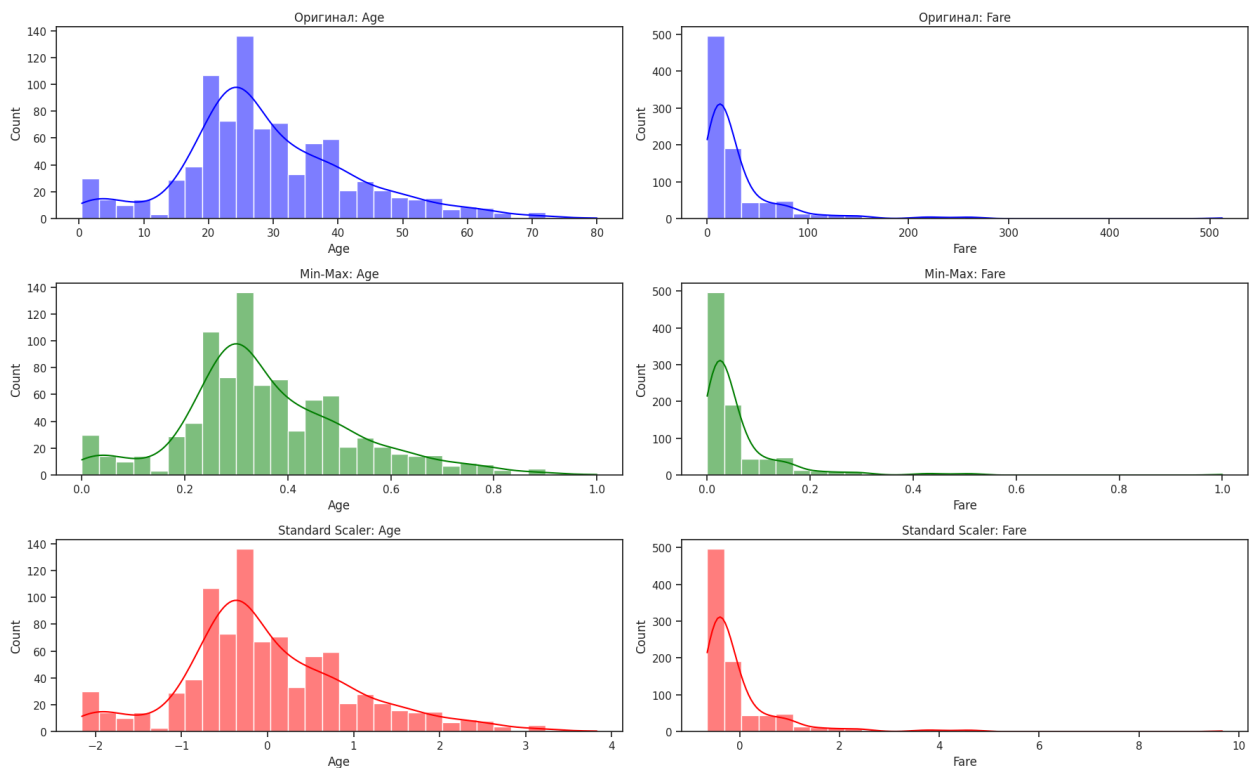 Оригинал: Age
Count
140
120
100
80
60
40
20
0
0 10 20 30 40 50 60 70 80
Age
Оригинал: Fare
Count
500
400
300
200
100
0
0 100 200 300 400 500
Fare
Min-Max: Age
Count
140
120
100
80
60
40
20
0
0.0 0.2 0.4 0.6 0.8 1.0
Age
Min-Max: Fare
Count
500
400
300
200
100
0
0.0 0.2 0.4 0.6 0.8 1.0
Fare
Standard Scaler: Age
Count
140
120
100
80
60
40
20
0
−2 −1 0 1 2 3 4
Age
Standard Scaler: Fare
Count
500
400
300
200
100
0
0 2 4 6 8 10
Fare